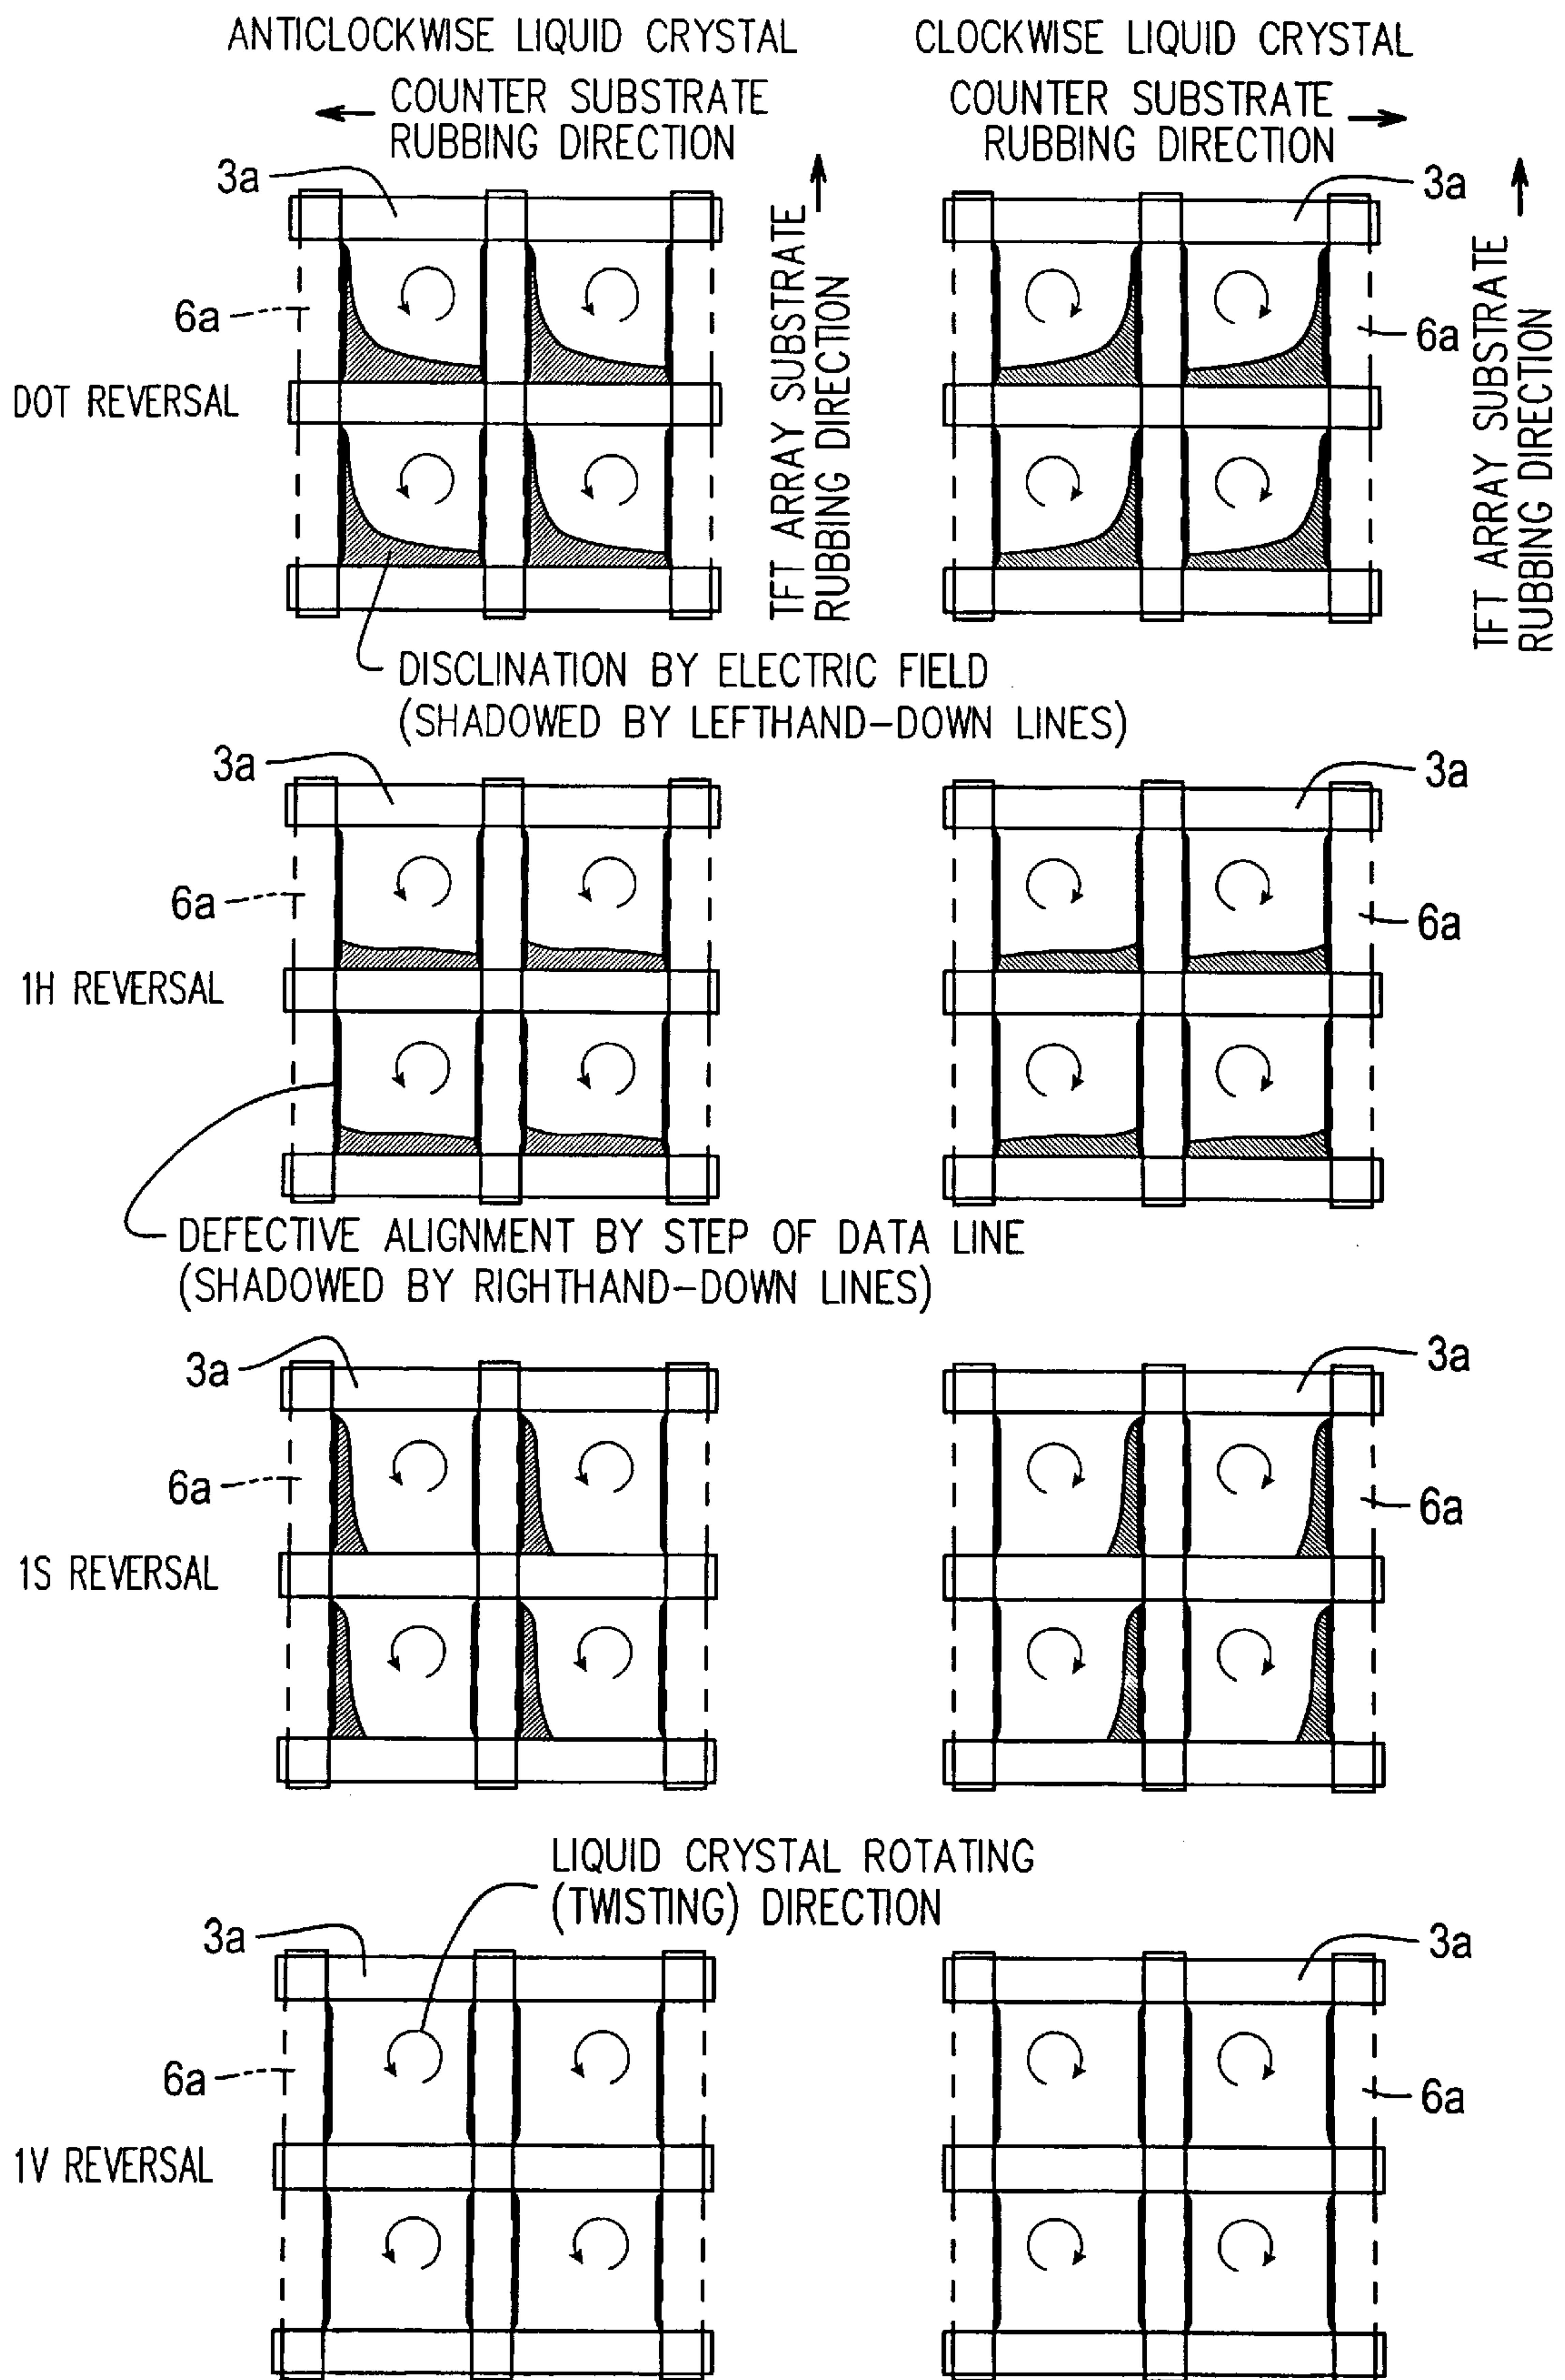 ANTICLOCKWISE LIQUID CRYSTAL
COUNTER SUBSTRATE
RUBBING DIRECTION
CLOCKWISE LIQUID CRYSTAL
COUNTER SUBSTRATE
RUBBING DIRECTION
3a
6a
DOT REVERSAL
TFT ARRAY SUBSTRATE
RUBBING DIRECTION
3a
6a
TFT ARRAY SUBSTRATE
RUBBING DIRECTION
DISCLINATION BY ELECTRIC FIELD
(SHADOWED BY LEFTHAND-DOWN LINES)
3a
6a
1H REVERSAL
3a
6a
DEFECTIVE ALIGNMENT BY STEP OF DATA LINE
(SHADOWED BY RIGHTHAND-DOWN LINES)
3a
6a
1S REVERSAL
3a
6a
LIQUID CRYSTAL ROTATING
(TWISTING) DIRECTION
3a
6a
1V REVERSAL
3a
6a